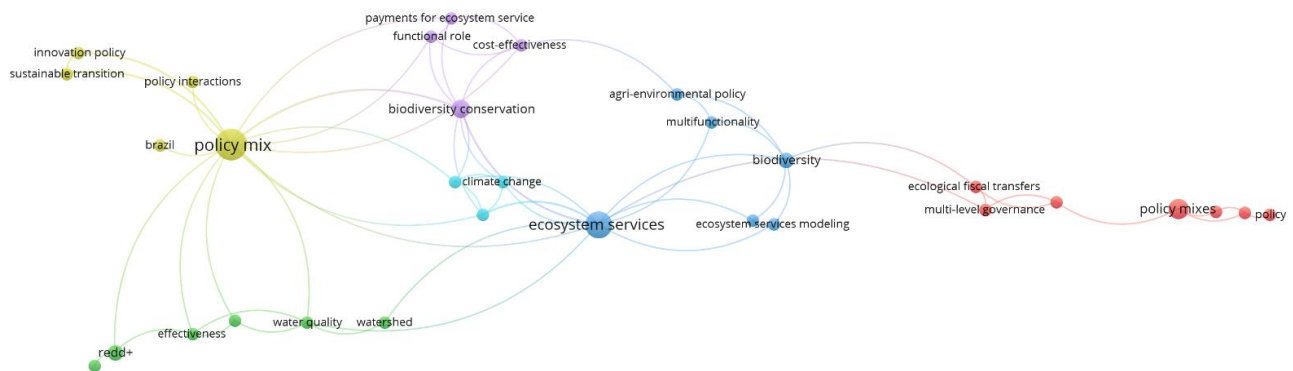 payments for ecosystem service
functional role
cost-effectiveness
innovation policy
sustainable transition
policy interactions
agri-environmental policy
biodiversity conservation
multifunctionality
brazil
policy mix
biodiversity
climate change
ecological fiscal transfers
multi-level governance
policy mixes
policy
ecosystem services
ecosystem services modeling
water quality
watershed
effectiveness
redd+